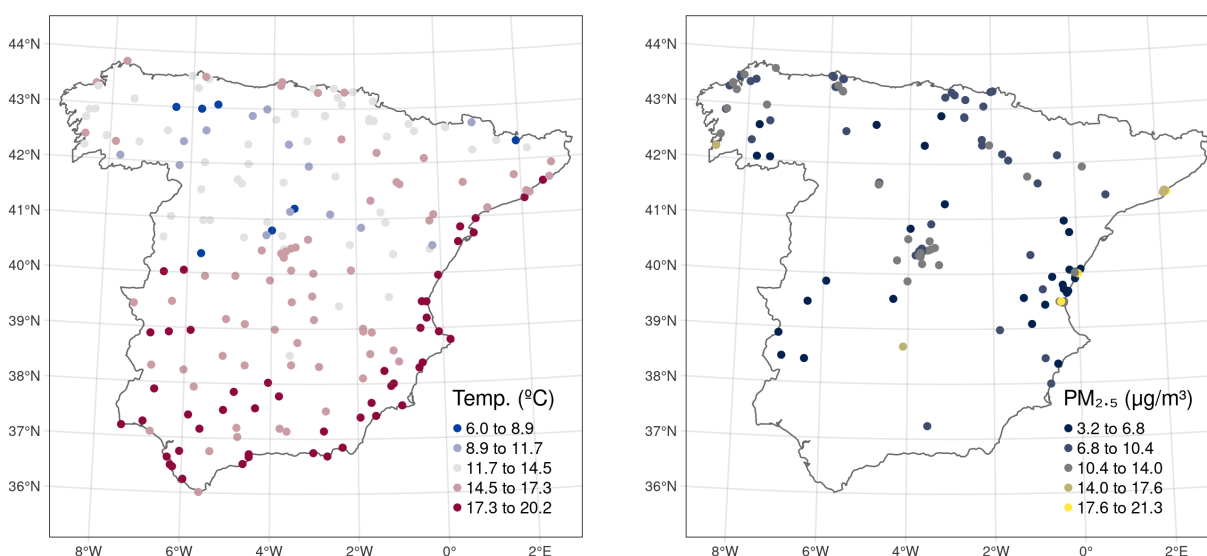 44°N
43°N
42°N
41°N
40°N
39°N
38°N
37°N
36°N
8°W
6°W
4°W
2°W
0°
2°E
Temp. (ºC)
6.0 to 8.9
8.9 to 11.7
11.7 to 14.5
14.5 to 17.3
17.3 to 20.2
44°N
43°N
42°N
41°N
40°N
39°N
38°N
37°N
36°N
8°W
6°W
4°W
2°W
0°
2°E
PM₂.₅ (µg/m³)
3.2 to 6.8
6.8 to 10.4
10.4 to 14.0
14.0 to 17.6
17.6 to 21.3